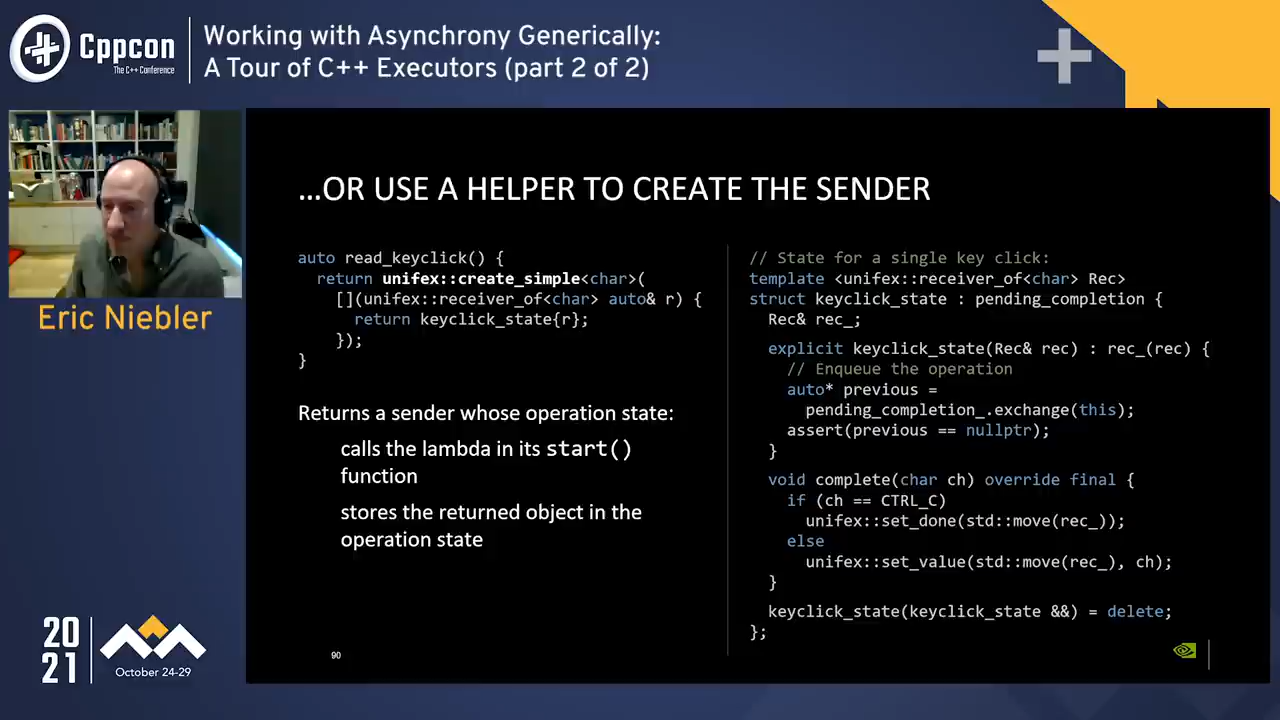 Cppcon
The C++ Conference
Working with Asynchrony Generically:
A Tour of C++ Executors (part 2 of 2)
Eric Niebler
20
21
October 24-29
...OR USE A HELPER TO CREATE THE SENDER
auto read_keyclick() {
  return unifex::create_simple<char>(
    [](unifex::receiver_of<char> auto& r) {
      return keyclick_state{r};
    });
}
Returns a sender whose operation state:
calls the lambda in its start()
function
stores the returned object in the
operation state
// State for a single key click:
template <unifex::receiver_of<char> Rec>
struct keyclick_state : pending_completion {
  Rec& rec_;
  explicit keyclick_state(Rec& rec) : rec_(rec) {
    // Enqueue the operation
    auto* previous =
      pending_completion_.exchange(this);
    assert(previous == nullptr);
  }
  void complete(char ch) override final {
    if (ch == CTRL_C)
      unifex::set_done(std::move(rec_));
    else
      unifex::set_value(std::move(rec_), ch);
  }
  keyclick_state(keyclick_state &&) = delete;
};
90